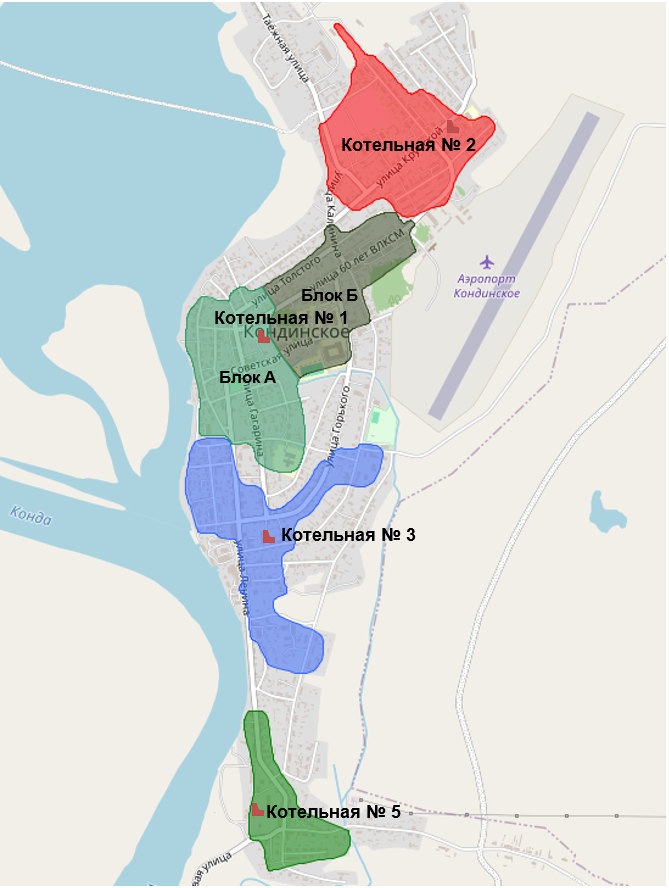 Таёжная улица
Котельная № 2
улица Крупской
улица Калинина
улица Толстого
улица 60 лет ВЛКСМ
Аэропорт
Кондинское
Блок Б
Котельная № 1
Кондинское
Советская улица
Блок А
улица Гагарина
улица Горького
Конда
Котельная № 3
улица Ленина
Котельная № 5
вая улица